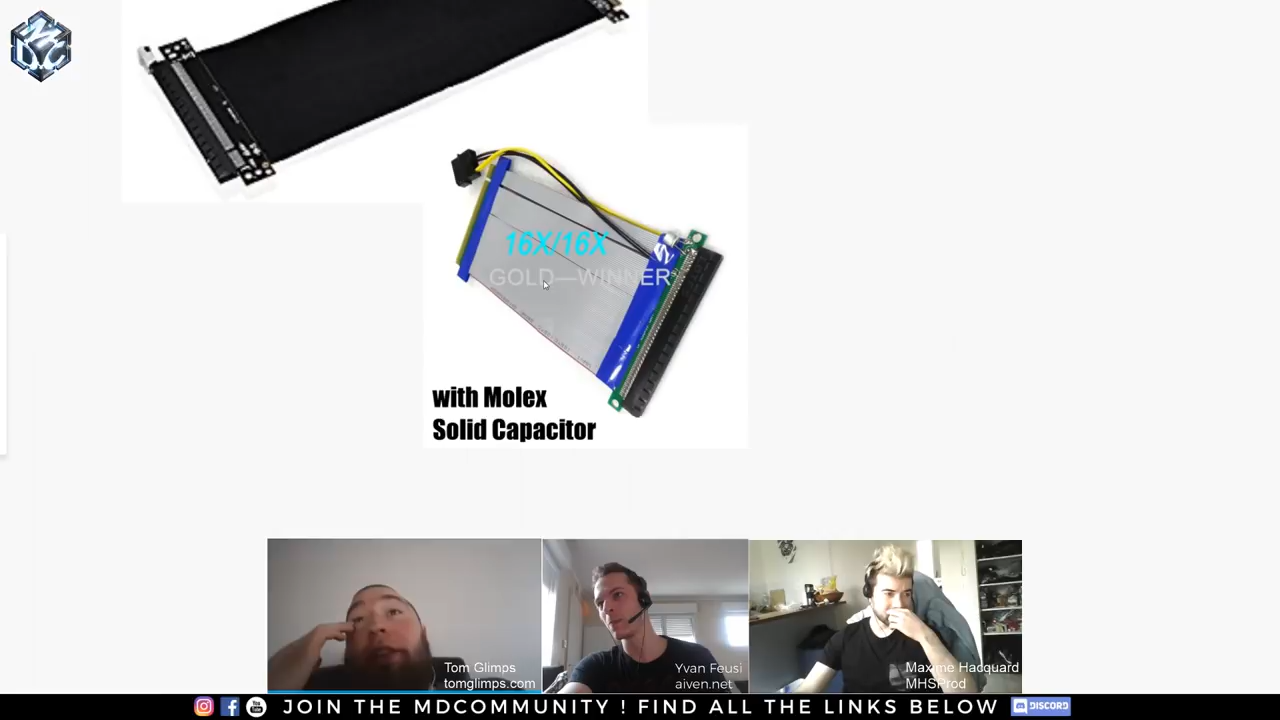 16X/16X
GOLD—WINNER
with Molex
Solid Capacitor
Tom Glimps
tomglimps.com
Yvan Feusi
aiven.net
Maxime Hacquard
MHSProd
JOIN THE MDCOMMUNITY ! FIND ALL THE LINKS BELOW
DISCORD